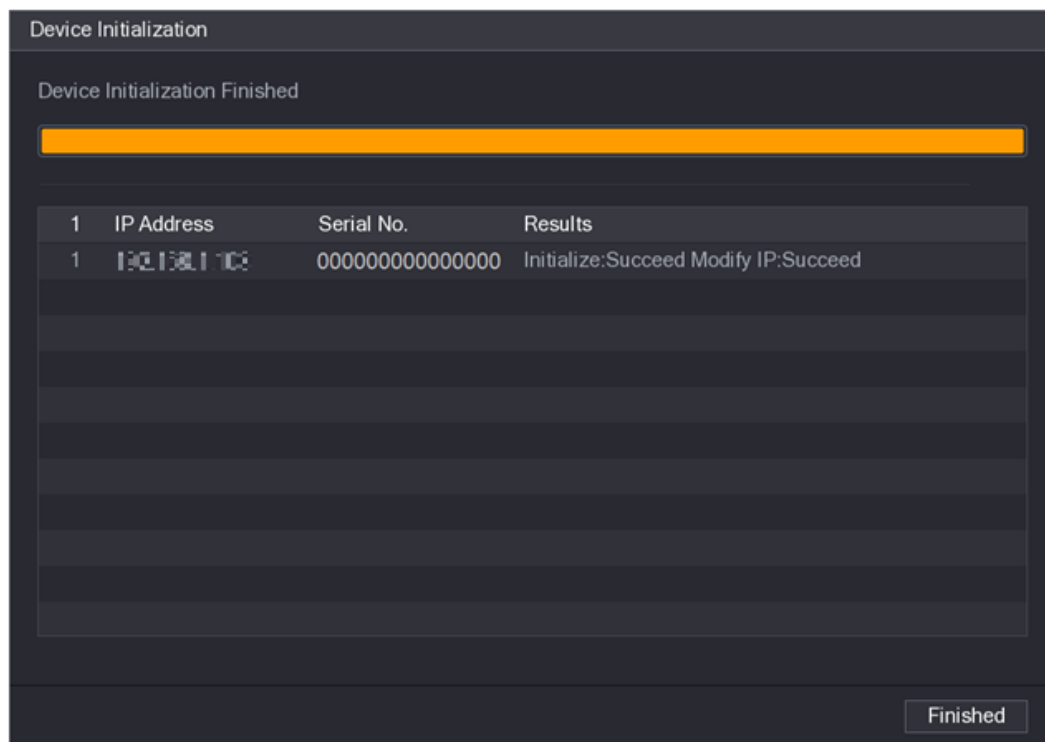 Device Initialization
Device Initialization Finished
1 IP Address Serial No. Results
1 000000000000000 Initialize:Succeed Modify IP:Succeed
Finished